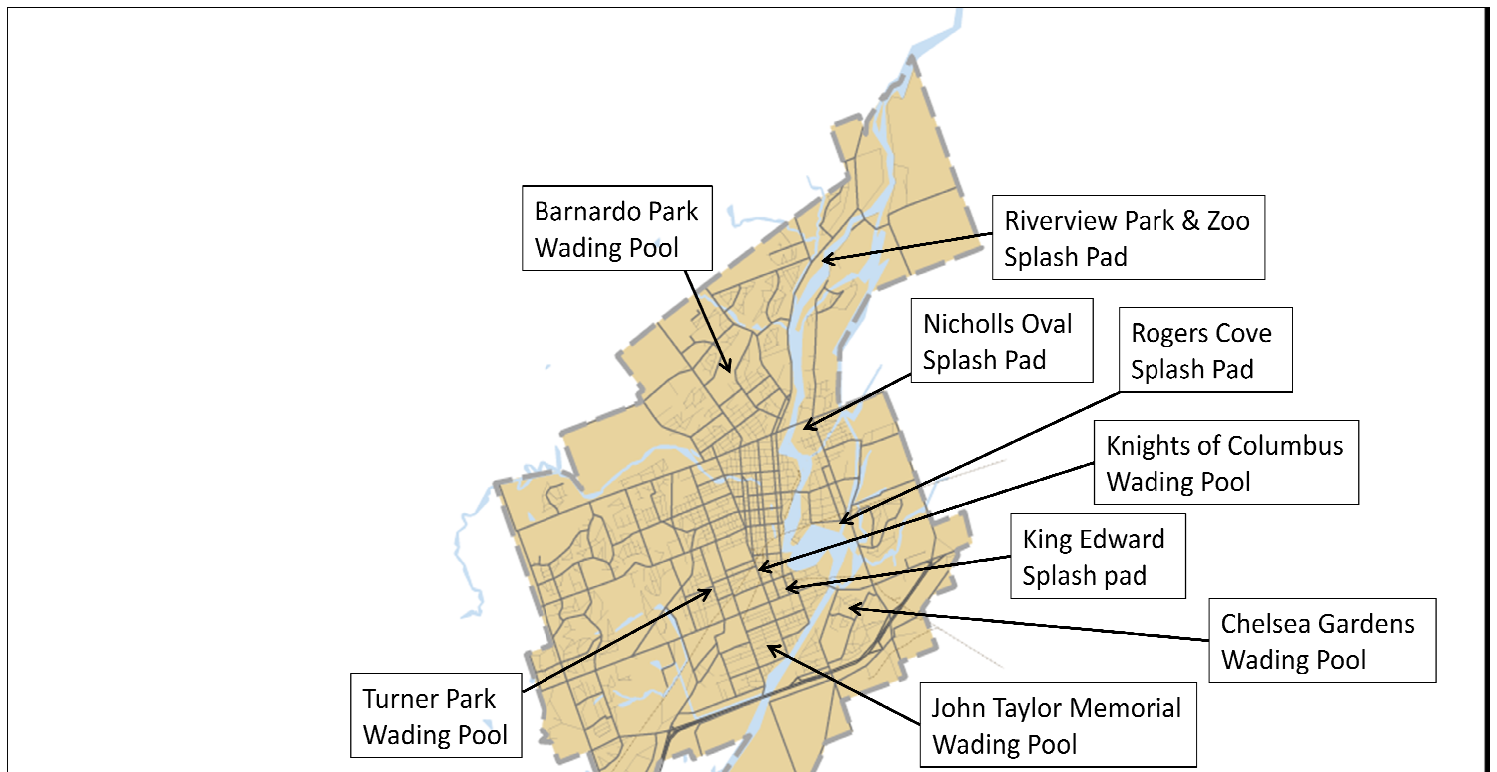 Barnardo Park
Wading Pool
Riverview Park & Zoo
Splash Pad
Nicholls Oval
Splash Pad
Rogers Cove
Splash Pad
Knights of Columbus
Wading Pool
King Edward
Splash pad
Chelsea Gardens
Wading Pool
Turner Park
Wading Pool
John Taylor Memorial
Wading Pool